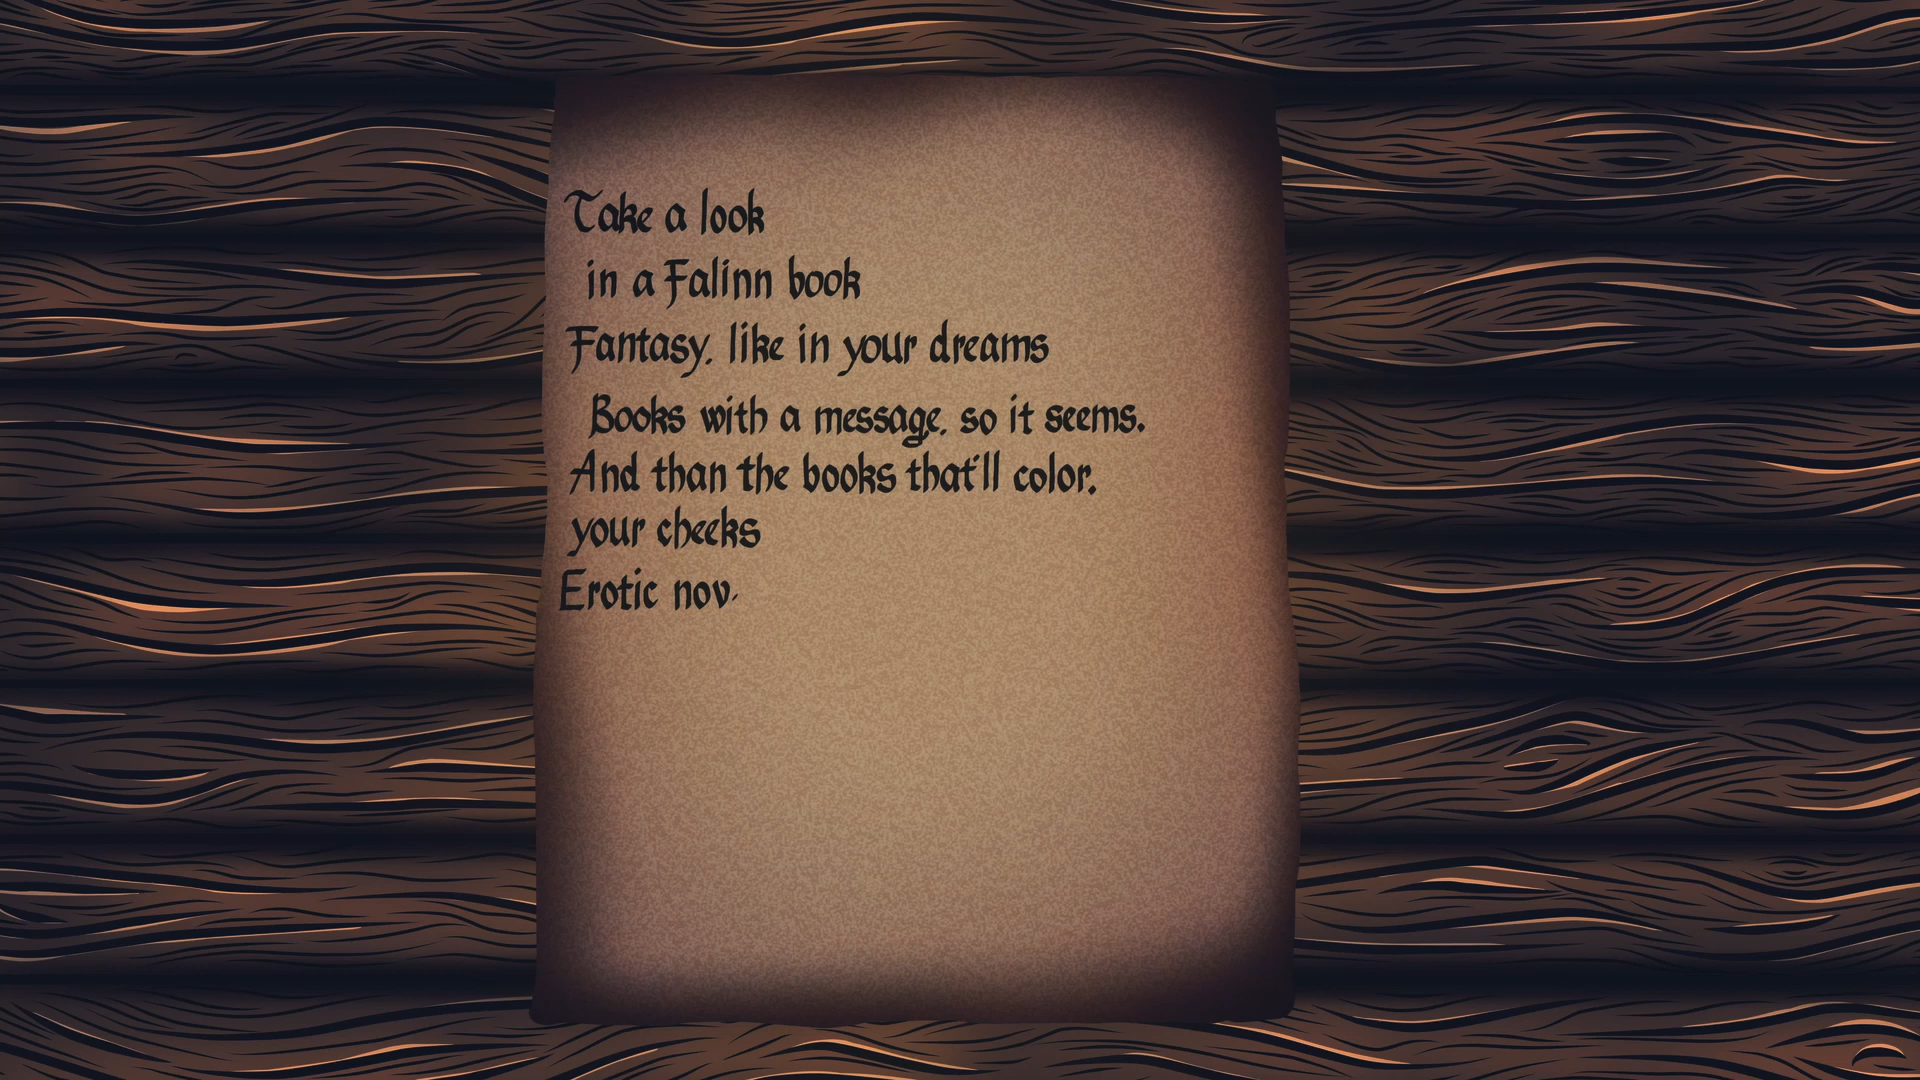 Take a look
in a Falinn book
Fantasy, like in your dreams
Books with a message, so it seems.
And than the books that'll color,
your cheeks
Erotic nov